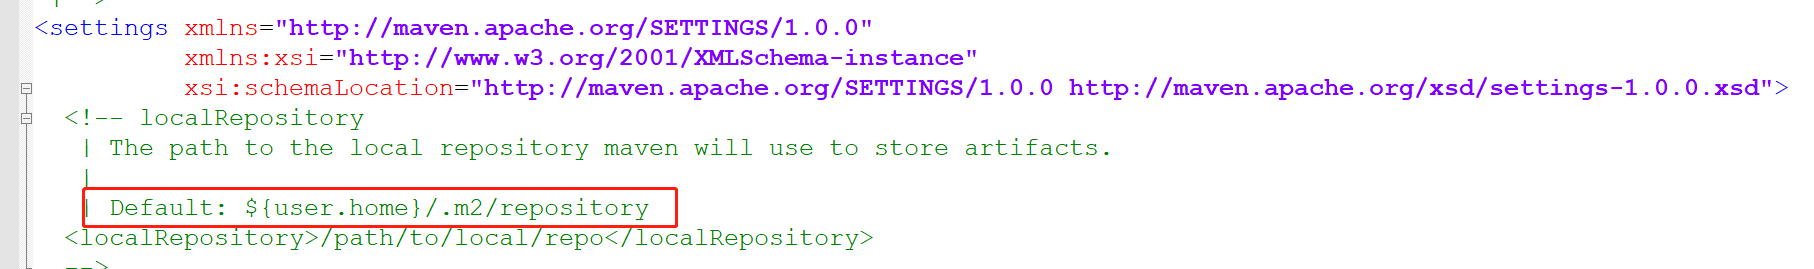 <settings xmlns="http://maven.apache.org/SETTINGS/1.0.0"
xmlns:xsi="http://www.w3.org/2001/XMLSchema-instance"
xsi:schemaLocation="http://maven.apache.org/SETTINGS/1.0.0 http://maven.apache.org/xsd/settings-1.0.0.xsd">
<!-- localRepository
| The path to the local repository maven will use to store artifacts.
|
| Default: ${user.home}/.m2/repository
<localRepository>/path/to/local/repo</localRepository>
-->